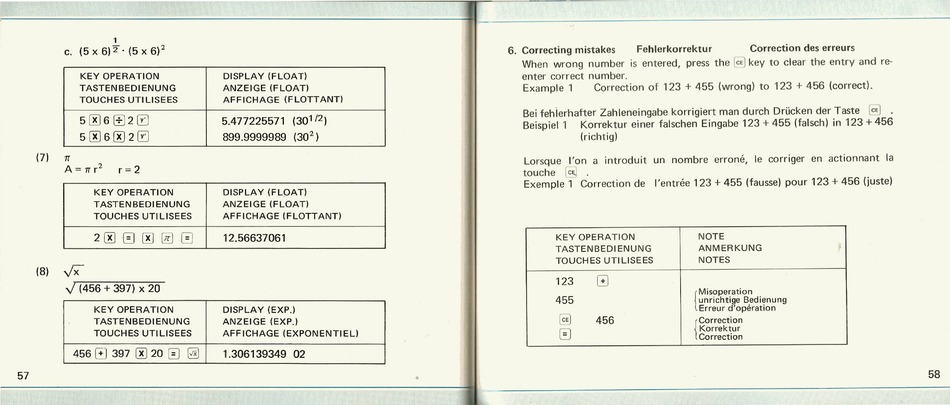 c. (5 x 6)^1/2 · (5 x 6)²
KEY OPERATION DISPLAY (FLOAT)
TASTENBEDIENUNG ANZEIGE (FLOAT)
TOUCHES UTILISEES AFFICHAGE (FLOTTANT)
5 x 6 ÷ 2 5.477225571 (30^1/2)
5 x 6 x 2 899.9999989 (30²)
(7) π
A = π r² r = 2
KEY OPERATION DISPLAY (FLOAT)
TASTENBEDIENUNG ANZEIGE (FLOAT)
TOUCHES UTILISEES AFFICHAGE (FLOTTANT)
2 x = x π = 12.56637061
(8) √x
√(456 + 397) x 20
KEY OPERATION DISPLAY (EXP.)
TASTENBEDIENUNG ANZEIGE (EXP.)
TOUCHES UTILISEES AFFICHAGE (EXPONENTIEL)
456 + 397 x 20 = √x 1.306139349 02
57
6. Correcting mistakes Fehlerkorrektur Correction des erreurs
When wrong number is entered, press the CE key to clear the entry and re-
enter correct number.
Example 1 Correction of 123 + 455 (wrong) to 123 + 456 (correct).
Bei fehlerhafter Zahleneingabe korrigiert man durch Drücken der Taste CE .
Beispiel 1 Korrektur einer falschen Eingabe 123 + 455 (falsch) in 123 + 456
(richtig)
Lorsque l'on a introduit un nombre erroné, le corriger en actionnant la
touche CE .
Exemple 1 Correction de l'entrée 123 + 455 (fausse) pour 123 + 456 (juste)
KEY OPERATION NOTE
TASTENBEDIENUNG ANMERKUNG
TOUCHES UTILISEES NOTES
123 +
455 Misoperation
unrichtige Bedienung
Erreur d'opération
CE 456 Correction
= Korrektur
Correction
58